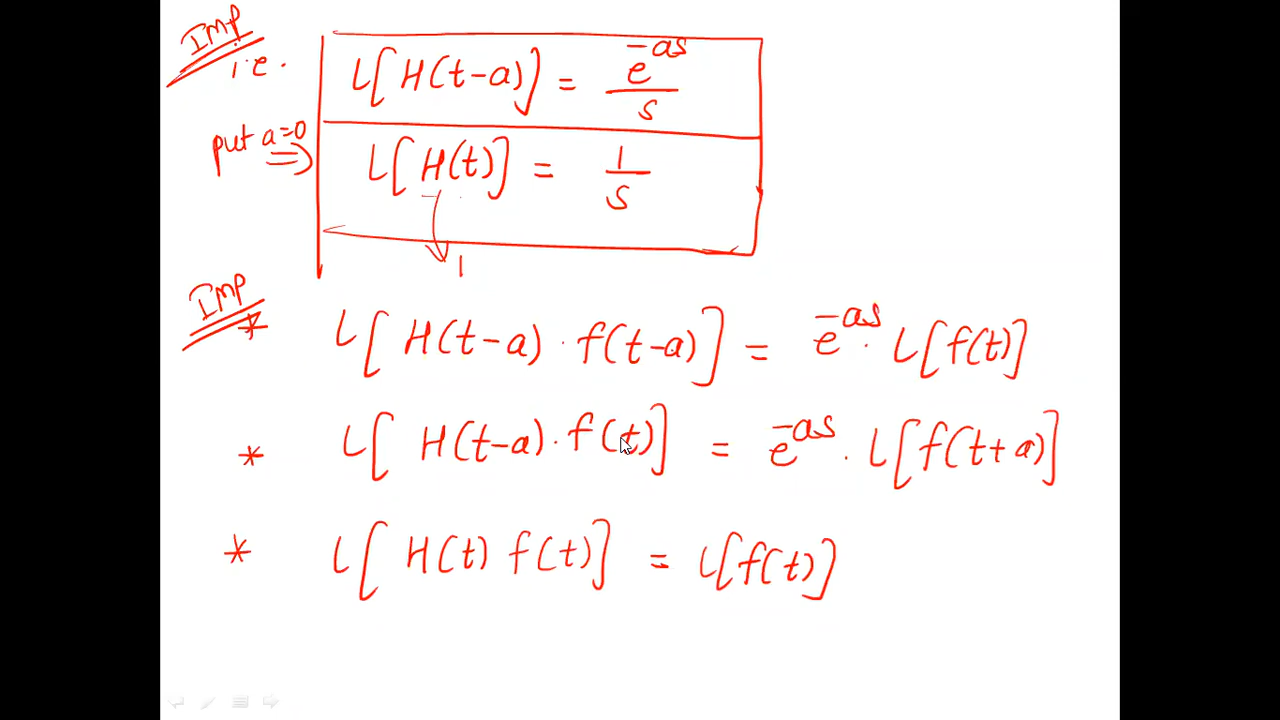 Imp
i.e.
L[H(t-a)] = e^-as / s
put a=0 ⇒ L[H(t)] = 1/s
1
Imp
* L[H(t-a)·f(t-a)] = e^-as · L[f(t)]
* L[H(t-a)·f(t)] = e^-as · L[f(t+a)]
* L[H(t) f(t)] = L[f(t)]